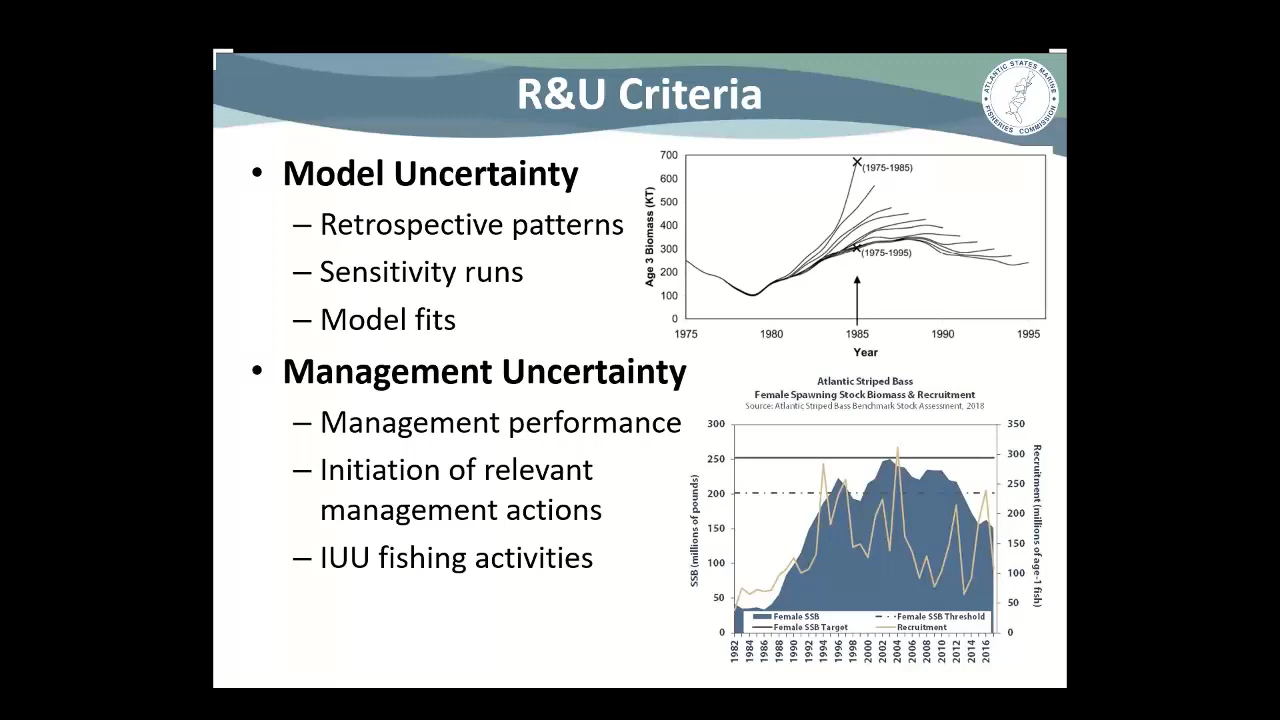 R&U Criteria
ATLANTIC STATES MARINE
FISHERIES COMMISSION
• Model Uncertainty
– Retrospective patterns
– Sensitivity runs
– Model fits
• Management Uncertainty
– Management performance
– Initiation of relevant
management actions
– IUU fishing activities
Age 3 Biomass (KT)
700
600
500
400
300
200
100
0
(1975-1985)
(1975-1995)
1975 1980 1985 1990 1995
Year
Atlantic Striped Bass
Female Spawning Stock Biomass & Recruitment
Source: Atlantic Striped Bass Benchmark Stock Assessment, 2018
SSB (millions of pounds)
300
250
200
150
100
50
0
350
300
250
200
150
100
50
0
Recruitment (millions of age-1 fish)
Female SSB Female SSB Threshold
Female SSB Target Recruitment
1982 1984 1986 1988 1990 1992 1994 1996 1998 2000 2002 2004 2006 2008 2010 2012 2014 2016